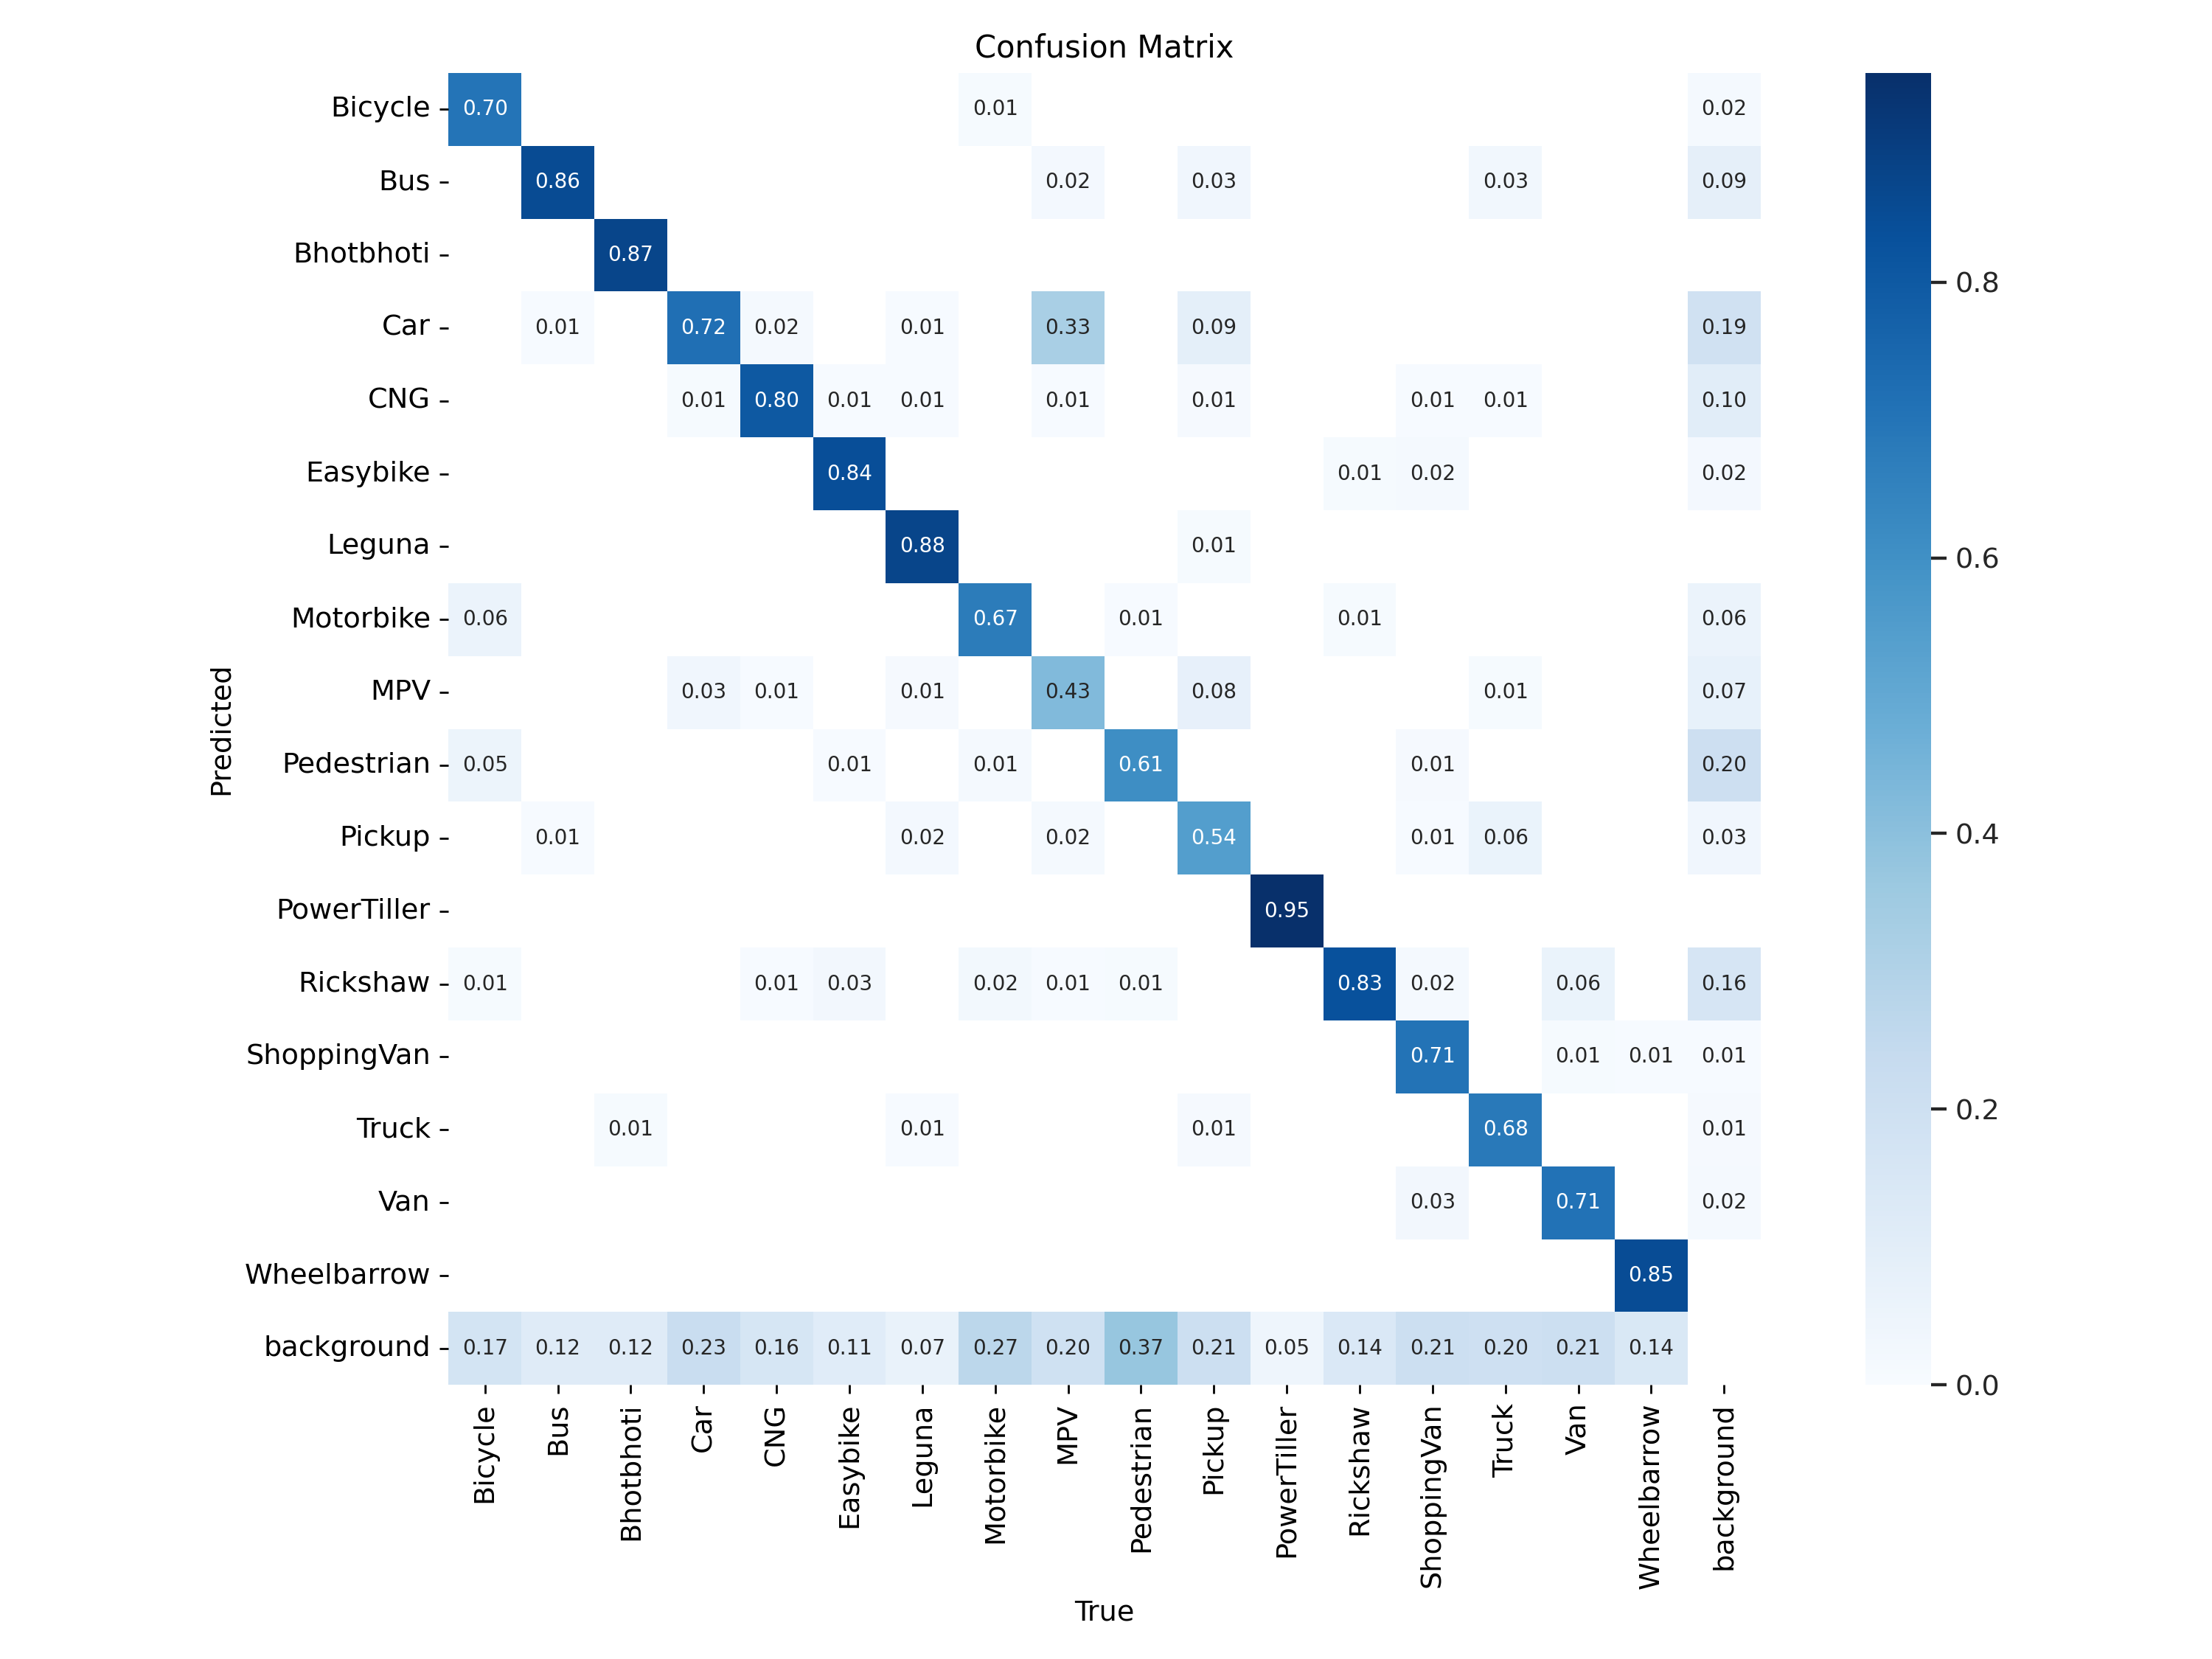 Confusion Matrix
Bicycle 0.70 0.01 0.02
Bus 0.86 0.02 0.03 0.03 0.09
Bhotbhoti 0.87
Car 0.01 0.72 0.02 0.01 0.33 0.09 0.19
CNG 0.01 0.80 0.01 0.01 0.01 0.01 0.01 0.01 0.10
Easybike 0.84 0.01 0.02 0.02
Leguna 0.88 0.01
Motorbike 0.06 0.67 0.01 0.01 0.06
MPV 0.03 0.01 0.01 0.43 0.08 0.01 0.07
Pedestrian 0.05 0.01 0.01 0.61 0.01 0.20
Pickup 0.01 0.02 0.02 0.54 0.01 0.06 0.03
PowerTiller 0.95
Rickshaw 0.01 0.01 0.03 0.02 0.01 0.01 0.83 0.02 0.06 0.16
ShoppingVan 0.71 0.01 0.01 0.01
Truck 0.01 0.01 0.01 0.68 0.01
Van 0.03 0.71 0.02
Wheelbarrow 0.85
background 0.17 0.12 0.12 0.23 0.16 0.11 0.07 0.27 0.20 0.37 0.21 0.05 0.14 0.21 0.20 0.21 0.14
Predicted
Bicycle Bus Bhotbhoti Car CNG Easybike Leguna Motorbike MPV Pedestrian Pickup PowerTiller Rickshaw ShoppingVan Truck Van Wheelbarrow background
True
0.8
0.6
0.4
0.2
0.0